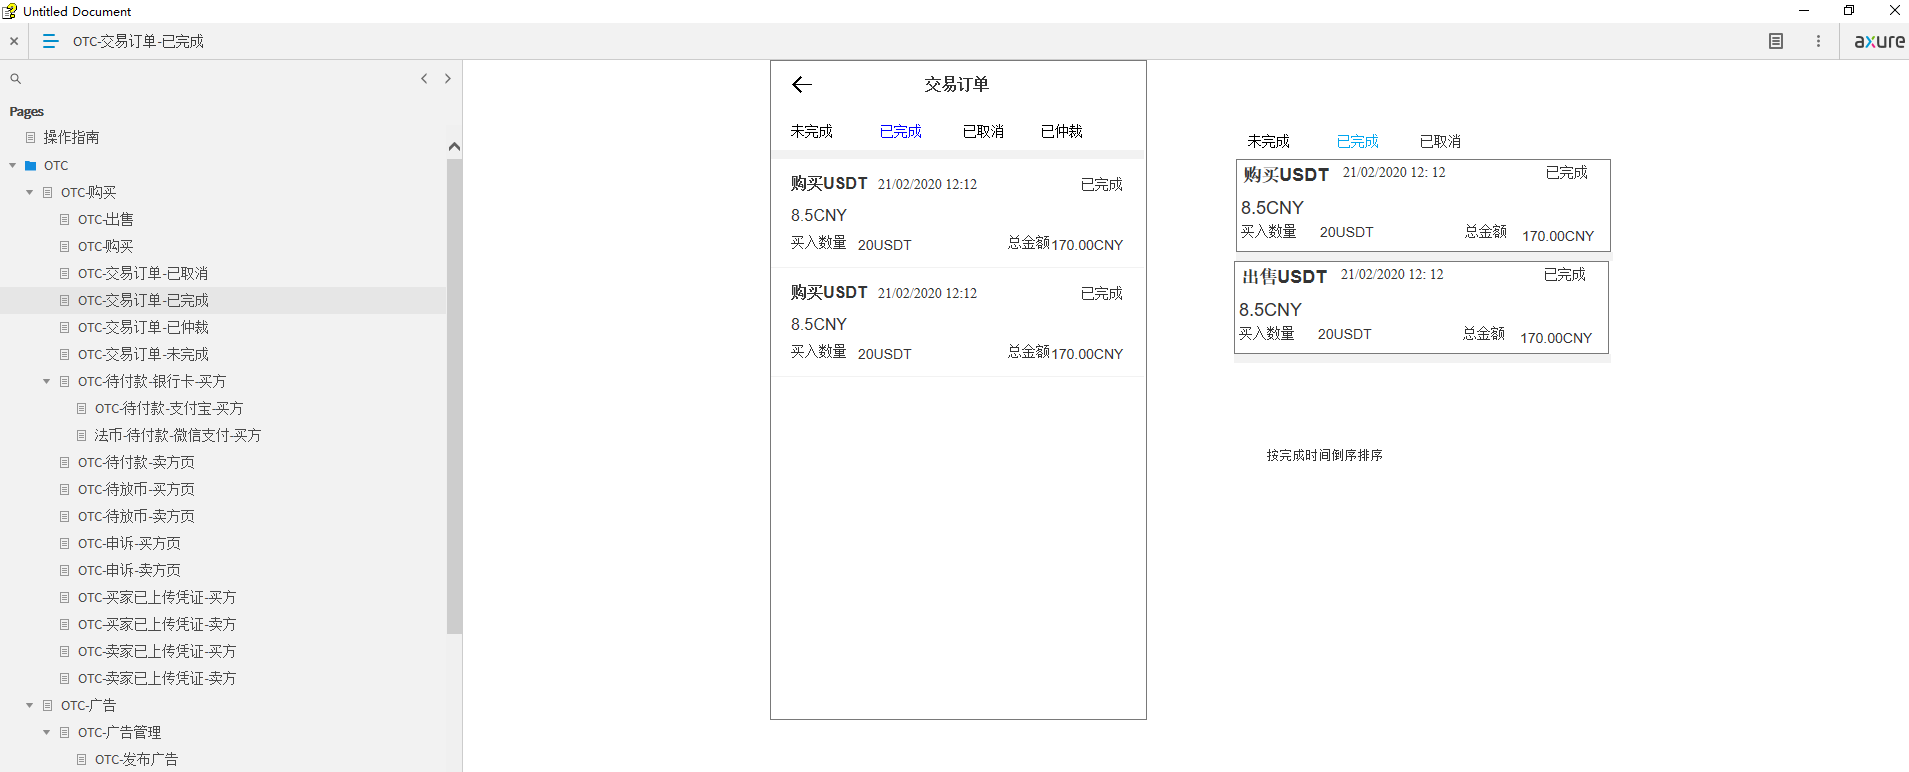 Untitled Document
OTC-交易订单-已完成
axure
Pages
操作指南
OTC
OTC-购买
OTC-出售
OTC-购买
OTC-交易订单-已取消
OTC-交易订单-已完成
OTC-交易订单-已仲裁
OTC-交易订单-未完成
OTC-待付款-银行卡-买方
OTC-待付款-支付宝-买方
法币-待付款-微信支付-买方
OTC-待付款-卖方页
OTC-待放币-买方页
OTC-待放币-卖方页
OTC-申诉-买方页
OTC-申诉-卖方页
OTC-买家已上传凭证-买方
OTC-买家已上传凭证-卖方
OTC-卖家已上传凭证-买方
OTC-卖家已上传凭证-卖方
OTC-广告
OTC-广告管理
OTC-发布广告
交易订单
未完成 已完成 已取消 已仲裁
购买USDT 21/02/2020 12:12 已完成
8.5CNY
买入数量 20USDT 总金额170.00CNY
购买USDT 21/02/2020 12:12 已完成
8.5CNY
买入数量 20USDT 总金额170.00CNY
未完成 已完成 已取消
购买USDT 21/02/2020 12: 12 已完成
8.5CNY
买入数量 20USDT 总金额 170.00CNY
出售USDT 21/02/2020 12: 12 已完成
8.5CNY
买入数量 20USDT 总金额 170.00CNY
按完成时间倒序排序